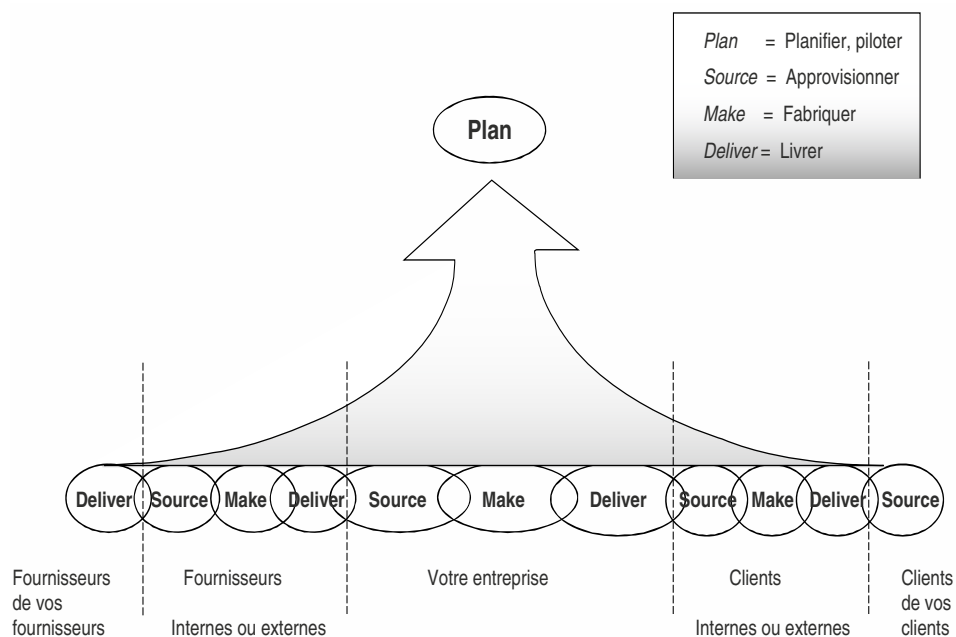 Plan = Planifier, piloter
Source = Approvisionner
Make = Fabriquer
Deliver = Livrer
Plan
Deliver Source Make Deliver Source Make Deliver Source Make Deliver Source
Fournisseurs de vos fournisseurs
Fournisseurs
Internes ou externes
Votre entreprise
Clients
Internes ou externes
Clients de vos clients